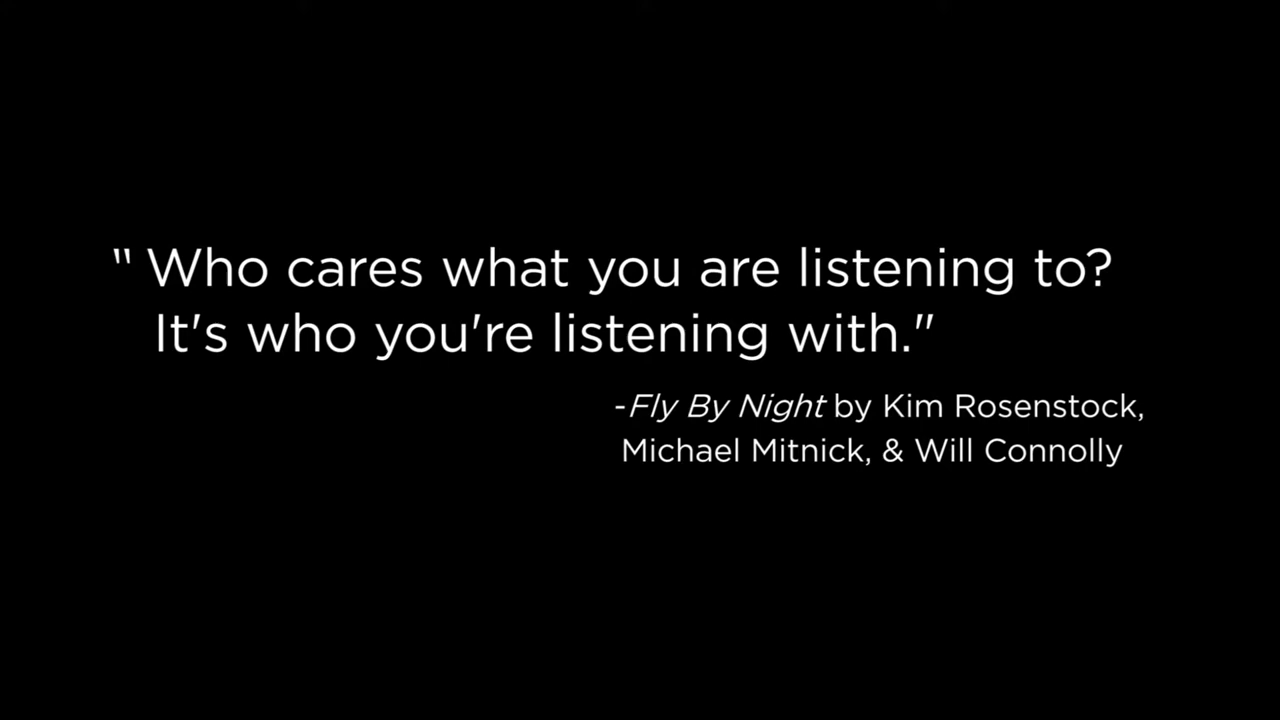 " Who cares what you are listening to?
It's who you're listening with."
-Fly By Night by Kim Rosenstock,
Michael Mitnick, & Will Connolly